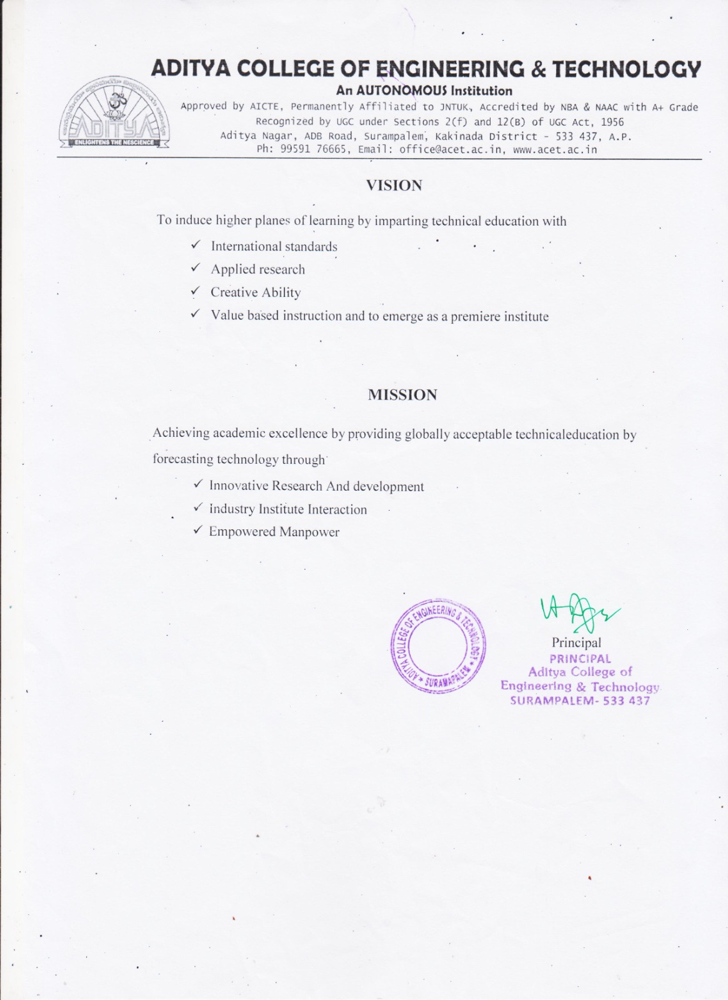 ADITYA COLLEGE OF ENGINEERING & TECHNOLOGY
An AUTONOMOUS Institution
Approved by AICTE, Permanently Affiliated to JNTUK, Accredited by NBA & NAAC with A+ Grade
Recognized by UGC under Sections 2(f) and 12(B) of UGC Act, 1956
Aditya Nagar, ADB Road, Surampalem, Kakinada District - 533 437, A.P.
Ph: 99591 76665, Email: office@acet.ac.in, www.acet.ac.in
ADITYA
ENLIGHTENS THE NESCIENCE
VISION
To induce higher planes of learning by imparting technical education with
✓ International standards
✓ Applied research
✓ Creative Ability
✓ Value based instruction and to emerge as a premiere institute
MISSION
Achieving academic excellence by providing globally acceptable technicaleducation by
forecasting technology through
✓ Innovative Research And development
✓ Industry Institute Interaction
✓ Empowered Manpower
ADITYA COLLEGE OF ENGINEERING & TECHNOLOGY
* SURAMAPALEM *
Principal
PRINCIPAL
Aditya College of
Engineering & Technology
SURAMPALEM- 533 437